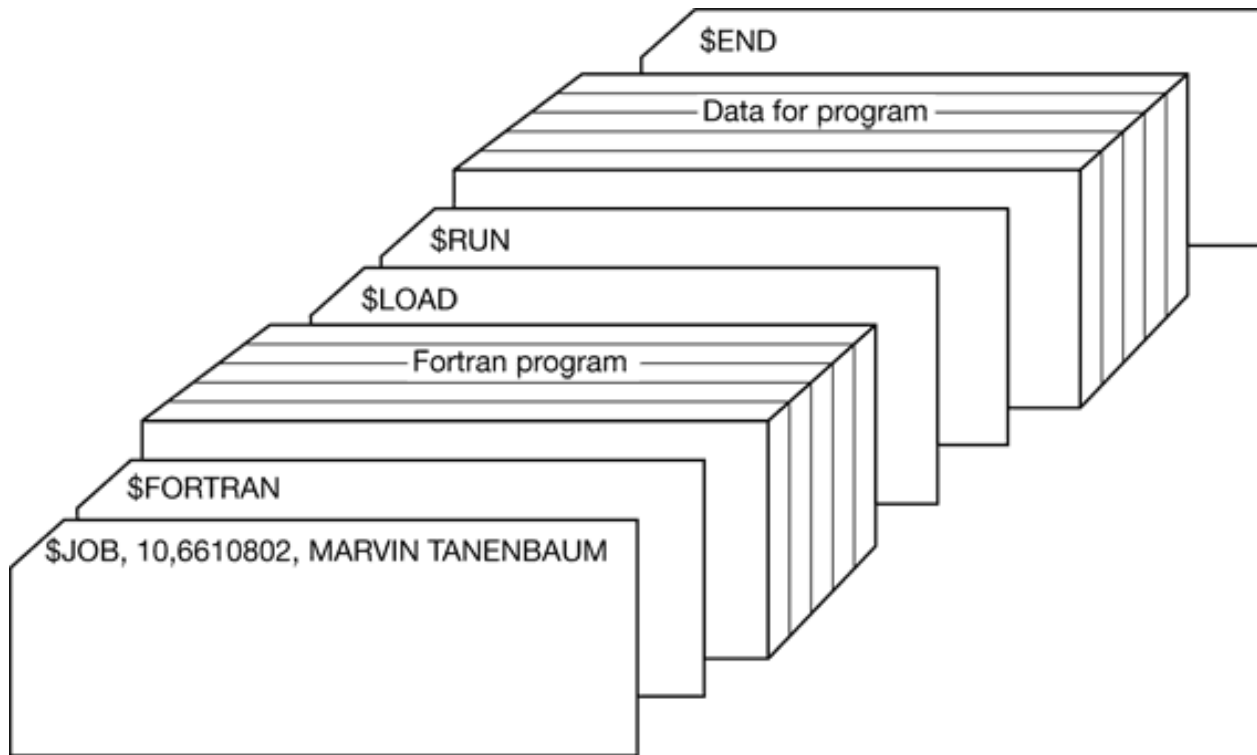 $END
Data for program
$RUN
$LOAD
Fortran program
$FORTRAN
$JOB, 10,6610802, MARVIN TANENBAUM